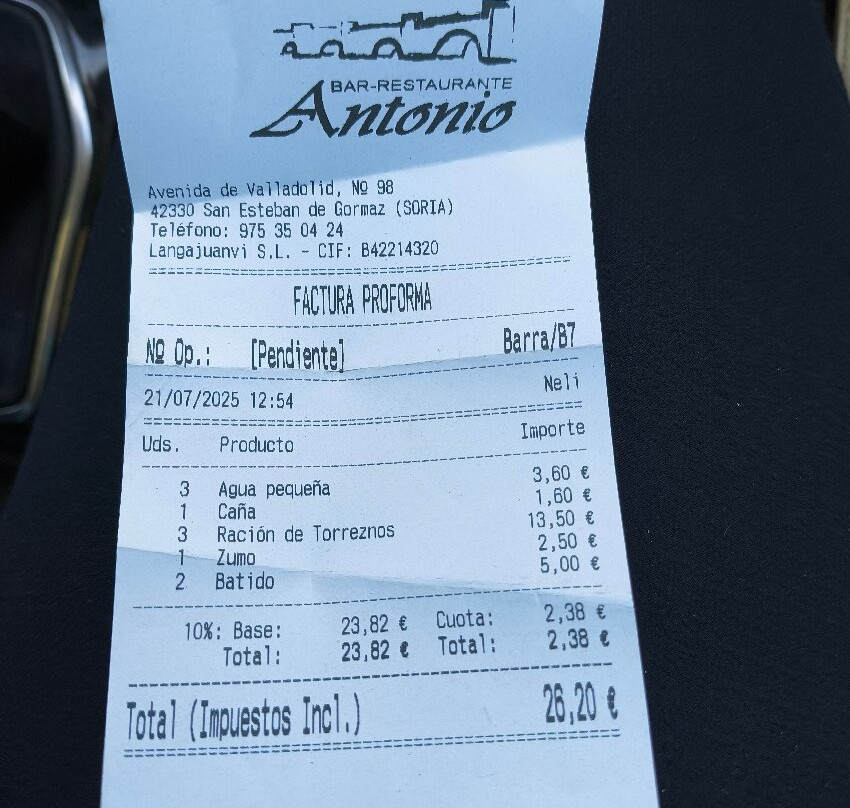 BAR-RESTAURANTE
Antonio
Avenida de Valladolid, Nº 98
42330 San Esteban de Gormaz (SORIA)
Teléfono: 975 35 04 24
Langajuanvi S.L. - CIF: B42214320
FACTURA PROFORMA
Nº Op.: [Pendiente] Barra/B7
21/07/2025 12:54 Neli
Uds. Producto Importe
3 Agua pequeña 3,60 €
1 Caña 1,60 €
3 Ración de Torreznos 13,50 €
1 Zumo 2,50 €
2 Batido 5,00 €
10%: Base: 23,82 € Cuota: 2,38 €
Total: 23,82 € Total: 2,38 €
Total (Impuestos Incl.) 26,20 €